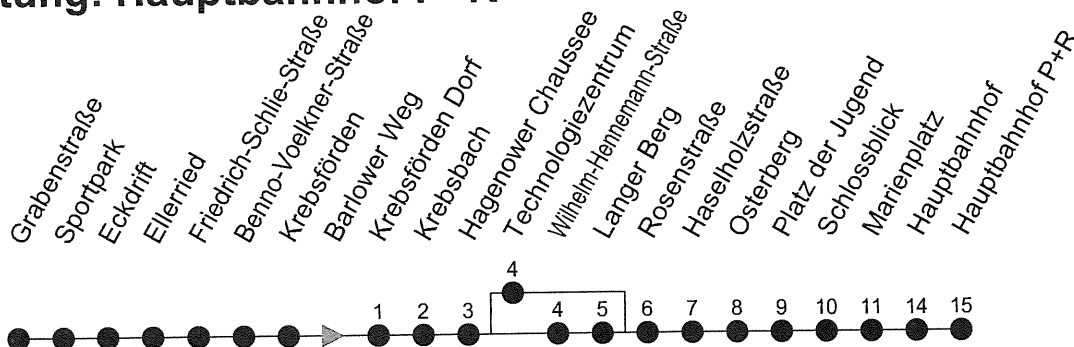 Hauptbahnhof P+R
Grabenstraße
Sportpark
Eckdrift
Ellerried
Friedrich-Schlie-Straße
Benno-Voelkner-Straße
Krebsförden
Barlower Weg
Krebsförden Dorf
Krebsbach
Hagenower Chaussee
Technologiezentrum
Wilhelm-Hennemann-Straße
Langer Berg
Rosenstraße
Haselholzstraße
Osterberg
Platz der Jugend
Schlossblick
Marienplatz
Hauptbahnhof
Hauptbahnhof P+R
4
1 2 3 4 5 6 7 8 9 10 11 14 15